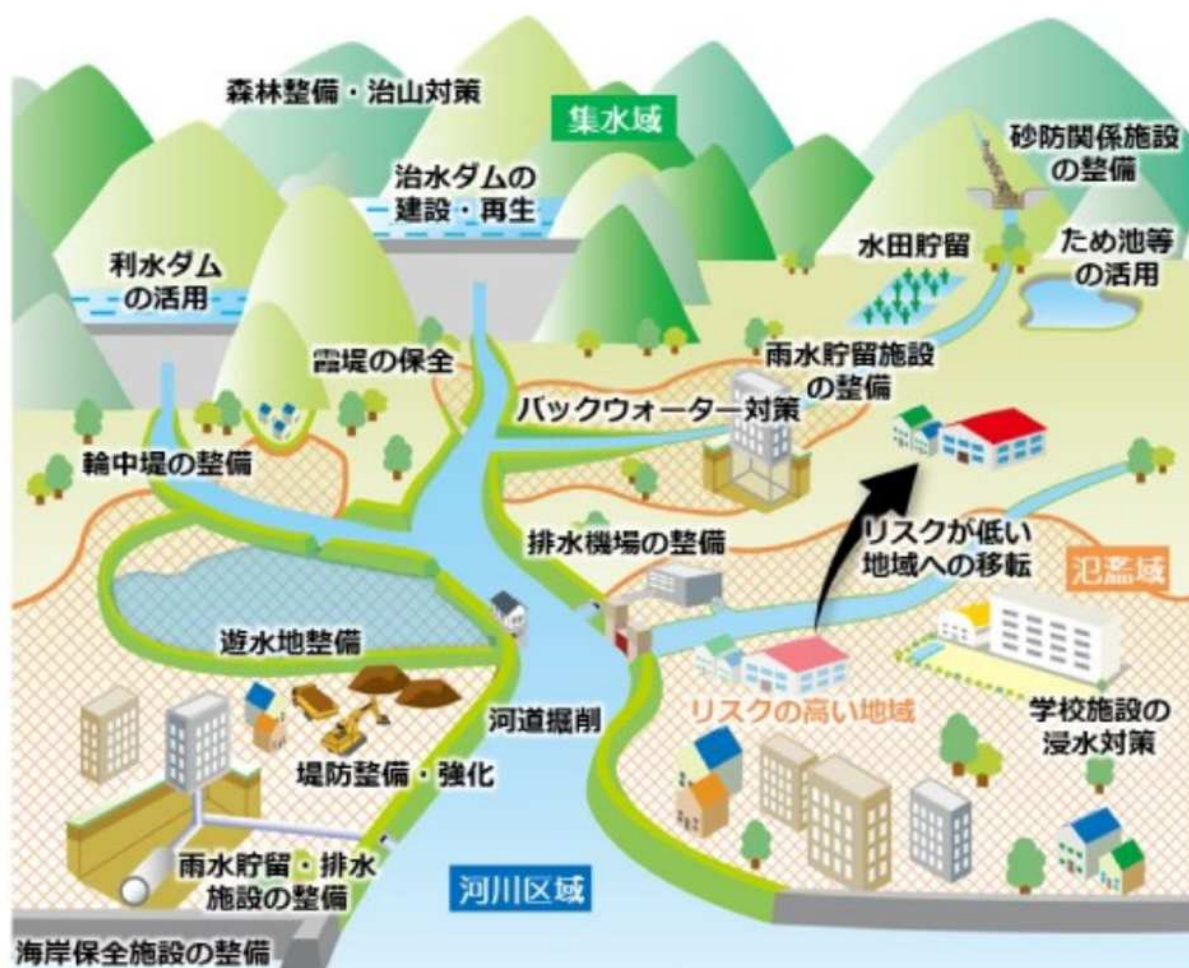 森林整備・治山対策
集水域
砂防関係施設
の整備
治水ダムの
建設・再生
水田貯留
ため池等
の活用
利水ダム
の活用
霞堤の保全
雨水貯留施設
の整備
バックウォーター対策
輪中堤の整備
排水機場の整備
リスクが低い
地域への移転
氾濫域
遊水地整備
河道掘削
リスクの高い地域
学校施設の
浸水対策
堤防整備・強化
雨水貯留・排水
施設の整備
河川区域
海岸保全施設の整備